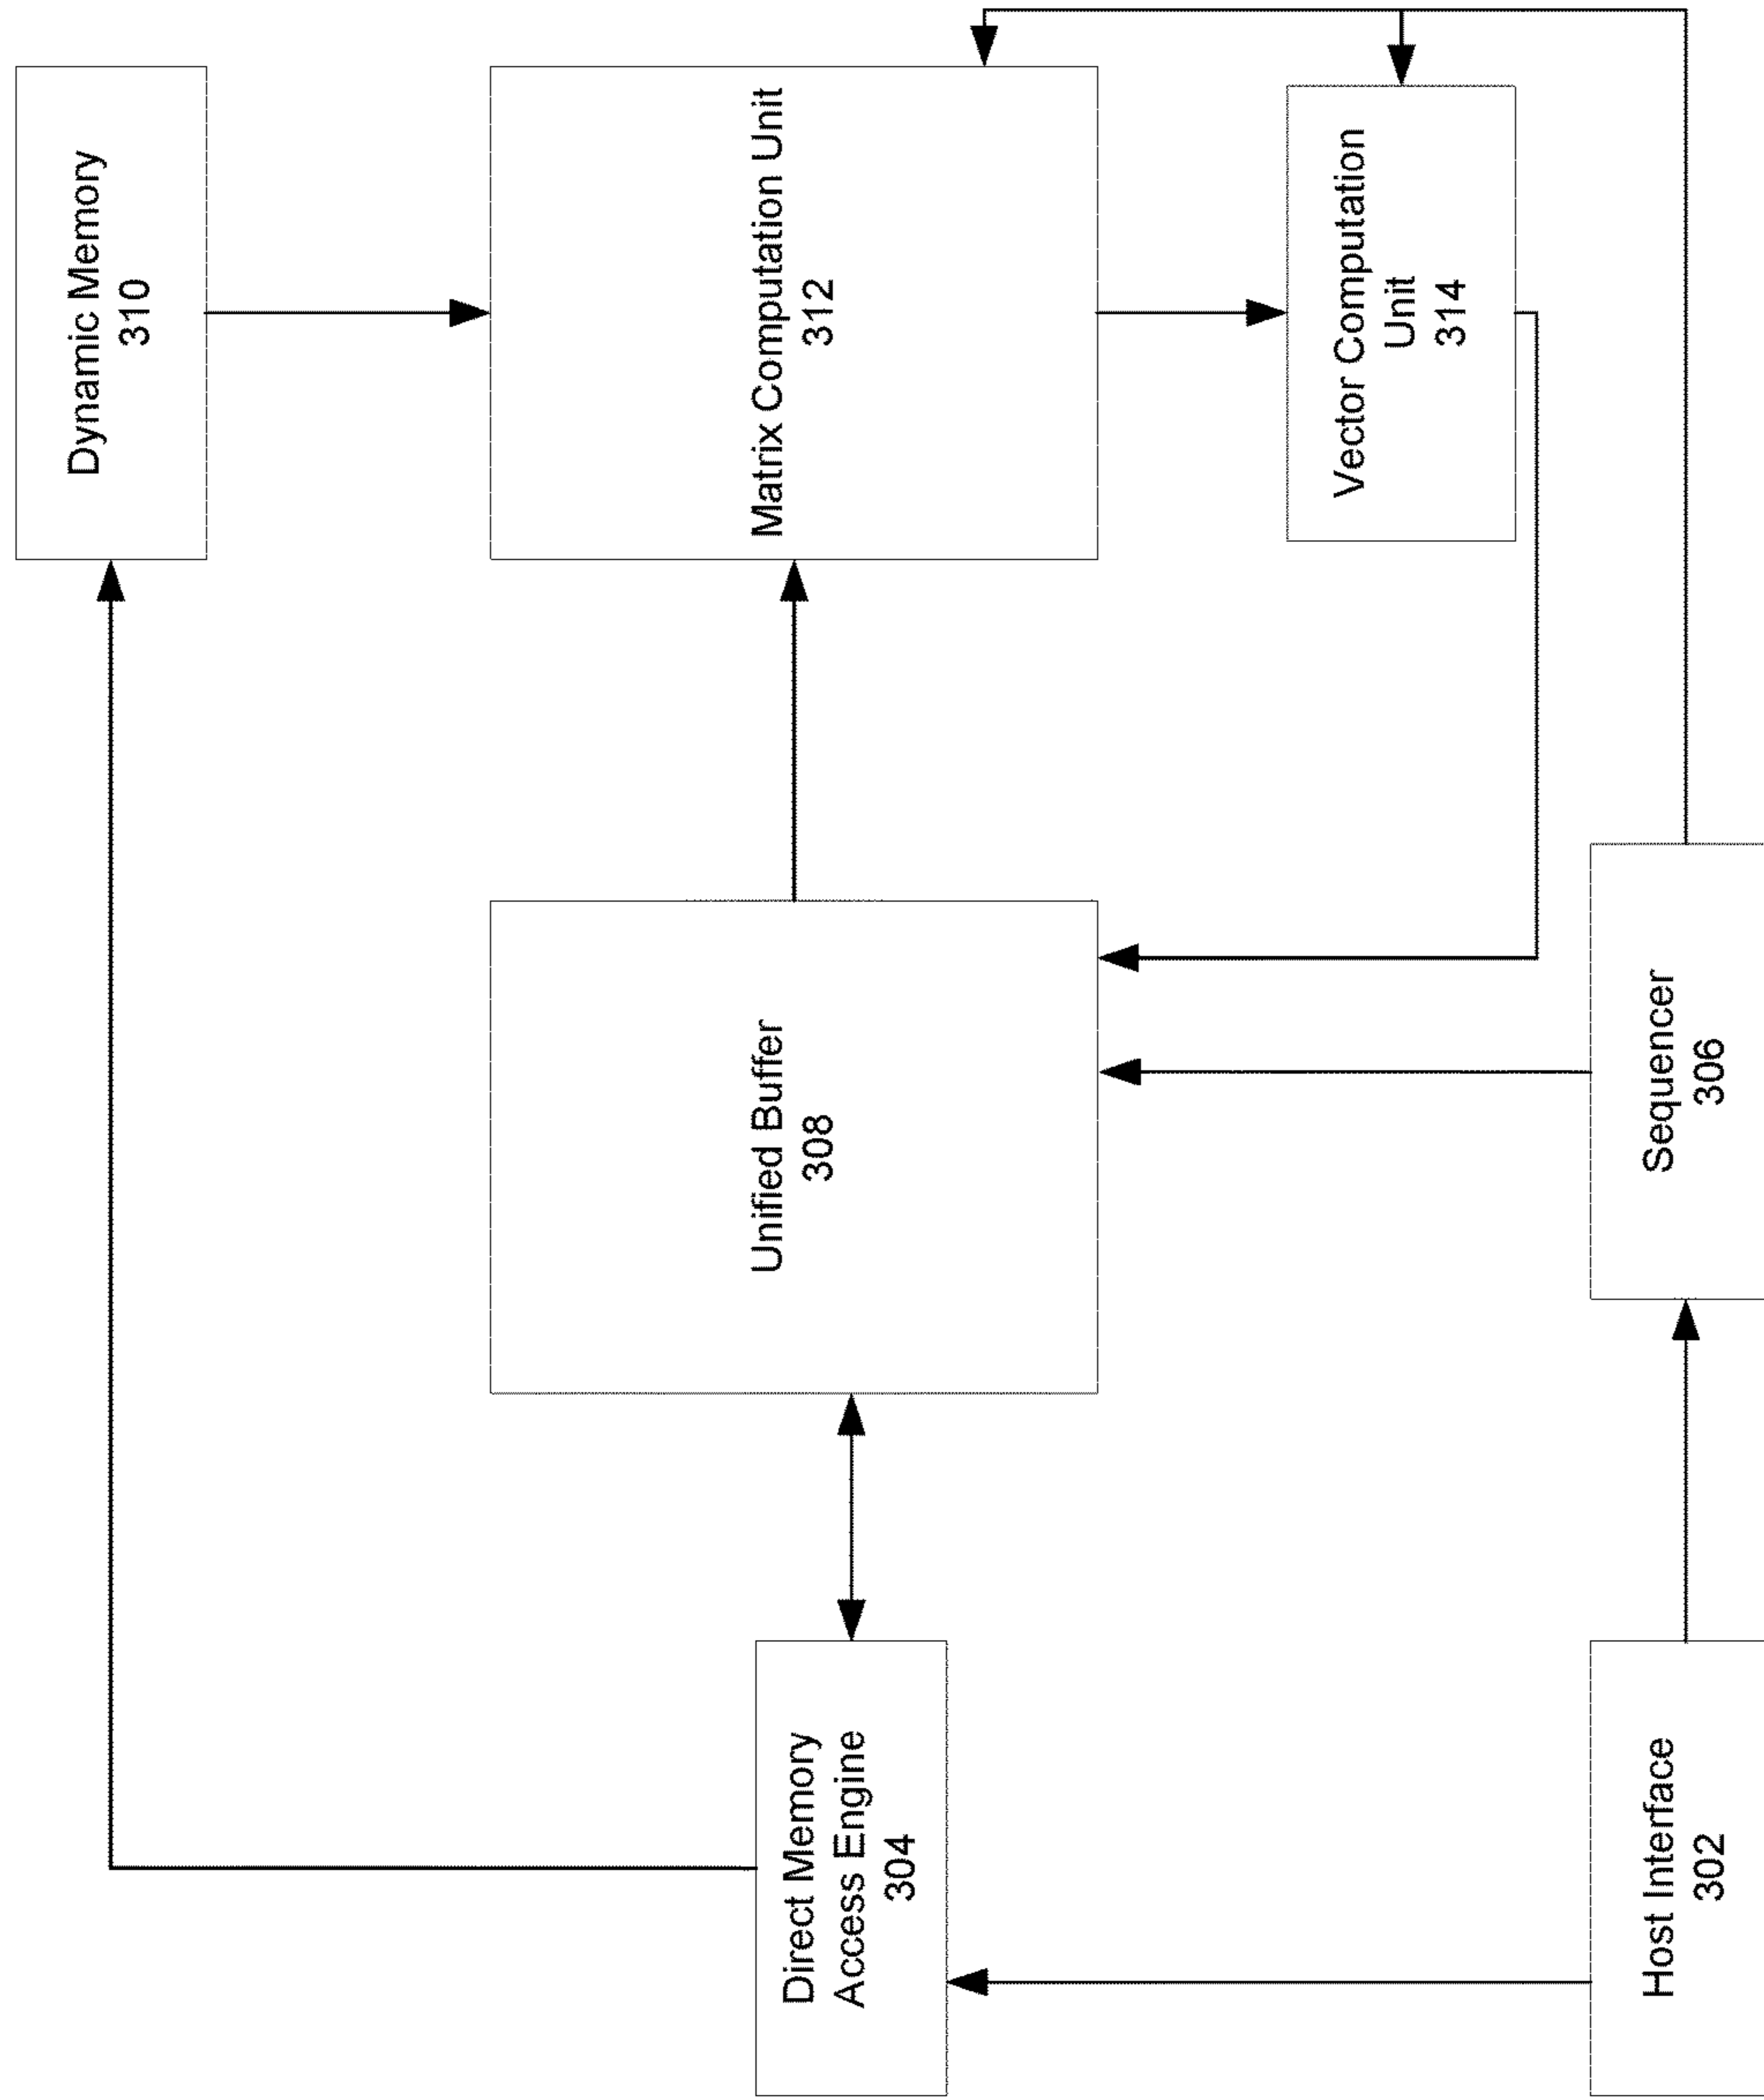 Dynamic Memory
310
Direct Memory
Access Engine
304
Unified Buffer
308
Matrix Computation Unit
312
Vector Computation
Unit
314
Host Interface
302
Sequencer
306